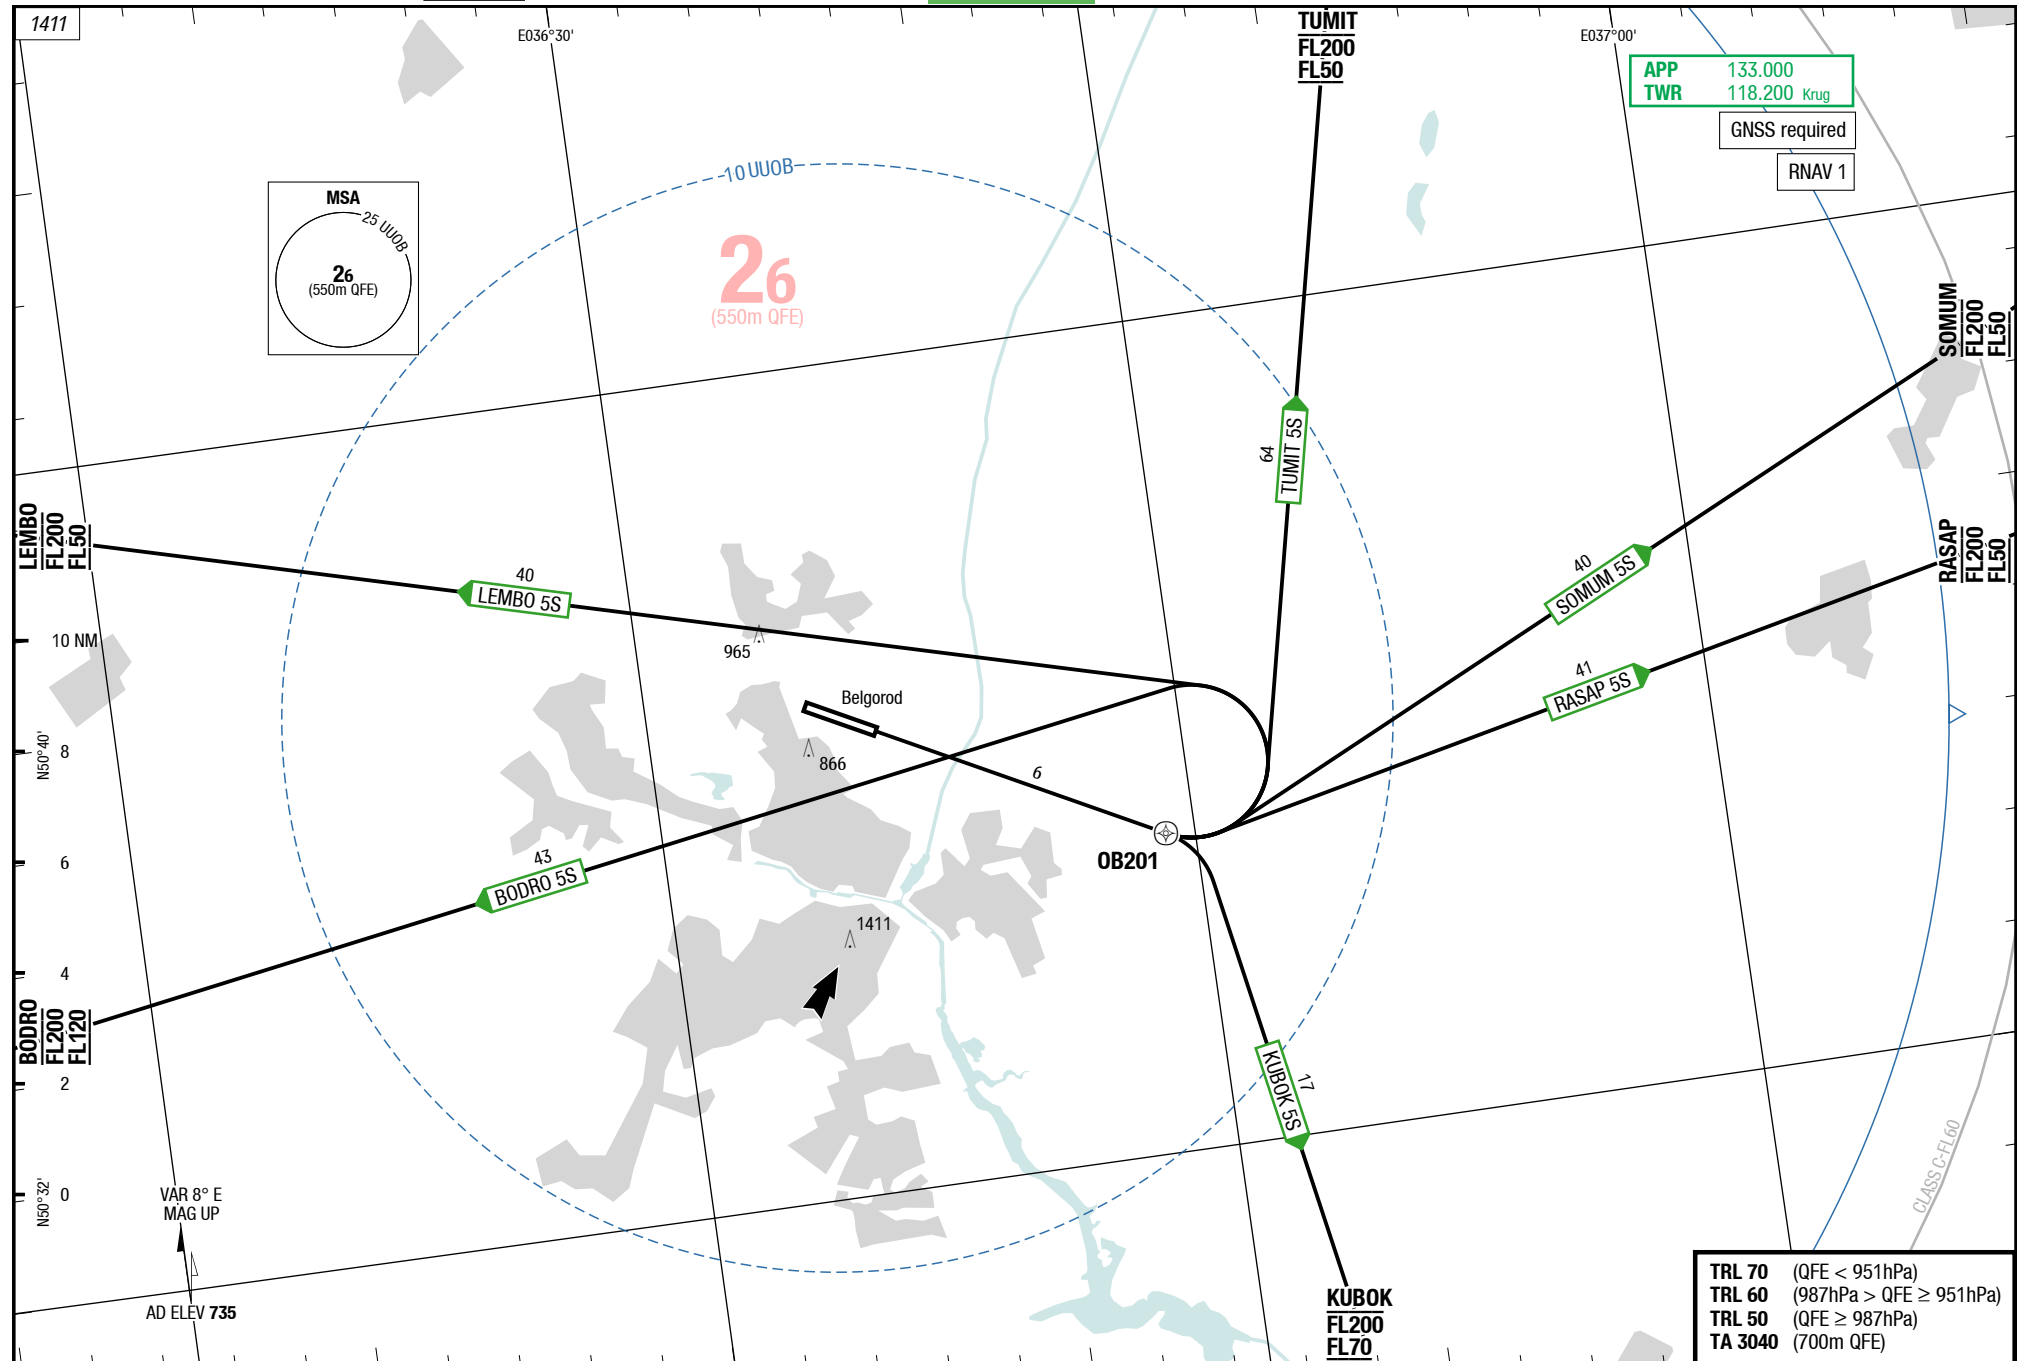 1411
E036°30'
TUMIT
FL200
FL50
E037°00'
APP 133.000
TWR 118.200 Krug
GNSS required
RNAV 1
10 UUOB
MSA
25 UUOB
26
(550m QFE)
26
(550m QFE)
SOMUM
FL200
FL50
64
TUMIT 5S
LEMBO
FL200
FL50
RASAP
FL200
FL50
40
LEMBO 5S
40
SOMUM 5S
10 NM
965
41
RASAP 5S
Belgorod
N50°40'
8
866
6
6
OB201
43
BODRO 5S
1411
4
BODRO
FL200
FL120
2
17
KUBOK 5S
CLASS C-FL60
N50°32'
0
VAR 8° E
MAG UP
AD ELEV 735
KUBOK
FL200
FL70
TRL 70 (QFE < 951hPa)
TRL 60 (987hPa > QFE ≥ 951hPa)
TRL 50 (QFE ≥ 987hPa)
TA 3040 (700m QFE)